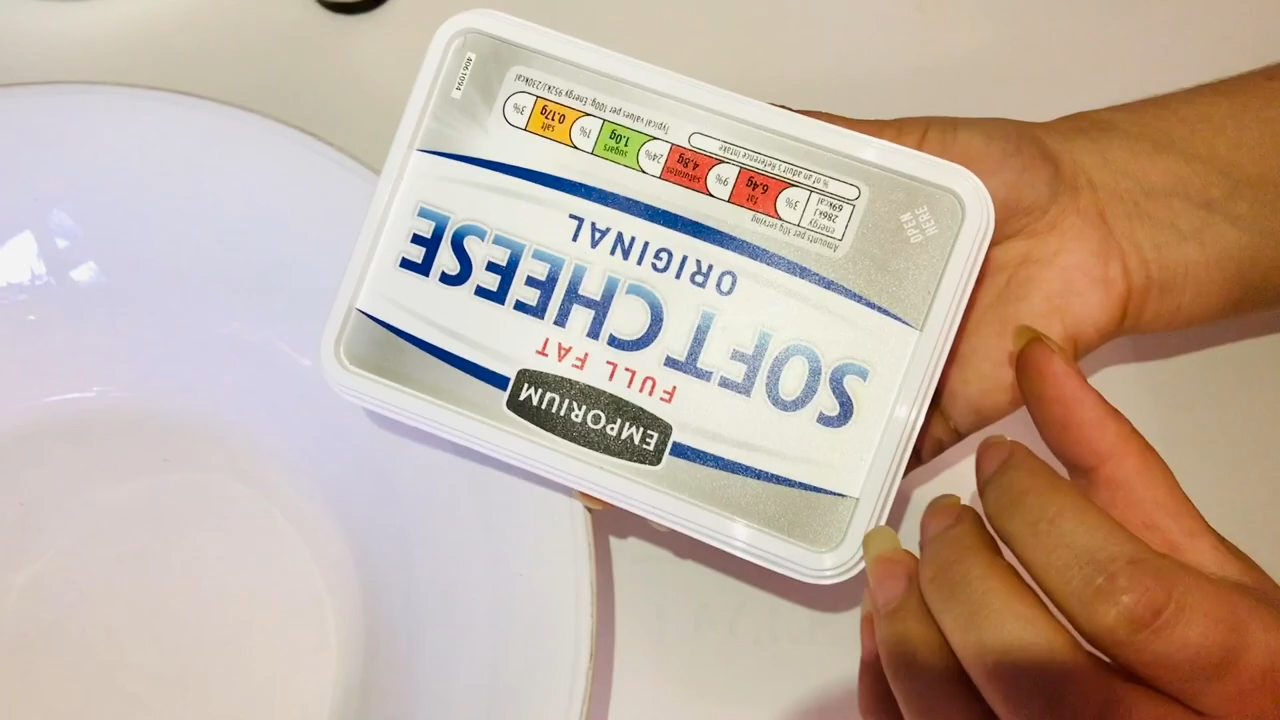 EMPORIUM
FULL FAT
SOFT CHEESE
ORIGINAL
Amounts per 30g serving
energy
286kJ
69kcal
3%
fat
6.4g
9%
saturates
4.8g
24%
sugars
1.0g
1%
salt
0.17g
3%
% of an adult's Reference Intake
Typical values per 100g: Energy 952kJ/230kcal
OPEN
HERE
4061094